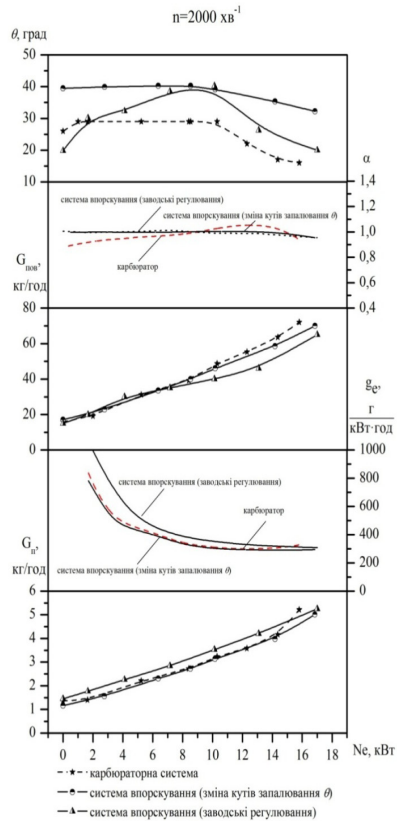 n=2000 хв⁻¹
θ, град
50
40
30
20
10
α
1,4
1,2
1,0
0,8
0,6
0,4
система впорскування (заводські регулювання)
система впорскування (зміна кутів запалювання θ)
карбюратор
Gпов,
кг/год
80
60
40
20
0
ge,
г
кВт·год
1000
800
600
400
200
0
система впорскування (заводські регулювання)
карбюратор
система впорскування (зміна кутів запалювання θ)
Gп,
кг/год
6
5
4
3
2
1
0
0 2 4 6 8 10 12 14 16 18
Ne, кВт
карбюраторна система
система впорскування (зміна кутів запалювання θ)
система впорскування (заводські регулювання)